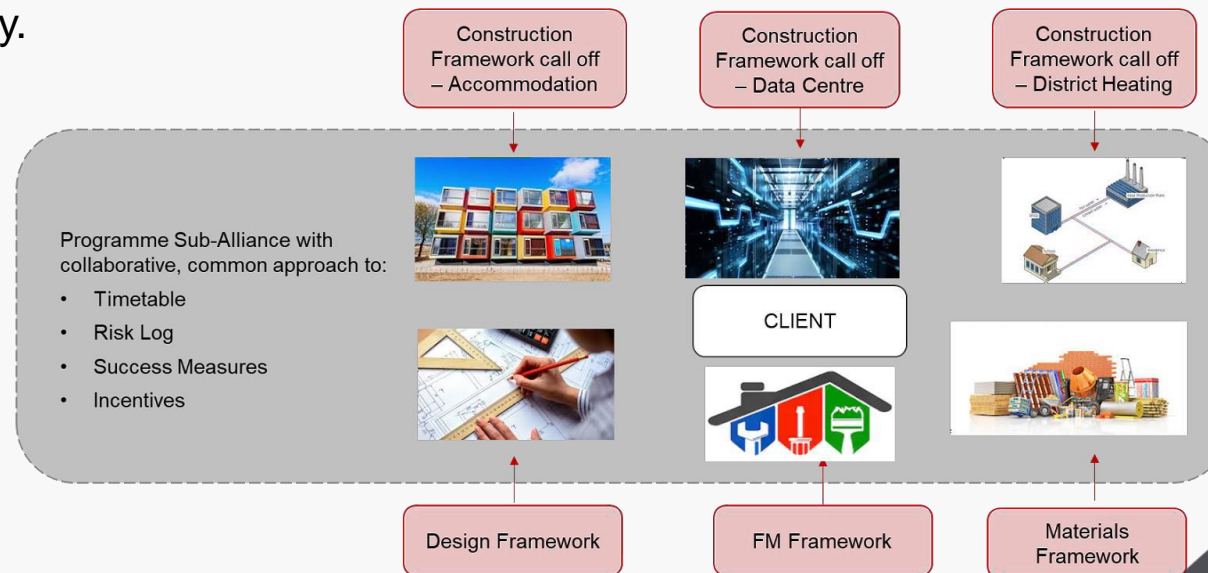 y.
Construction
Framework call off
– Accommodation
Construction
Framework call off
– Data Centre
Construction
Framework call off
– District Heating
Programme Sub-Alliance with
collaborative, common approach to:
• Timetable
• Risk Log
• Success Measures
• Incentives
CLIENT
Design Framework
FM Framework
Materials
Framework